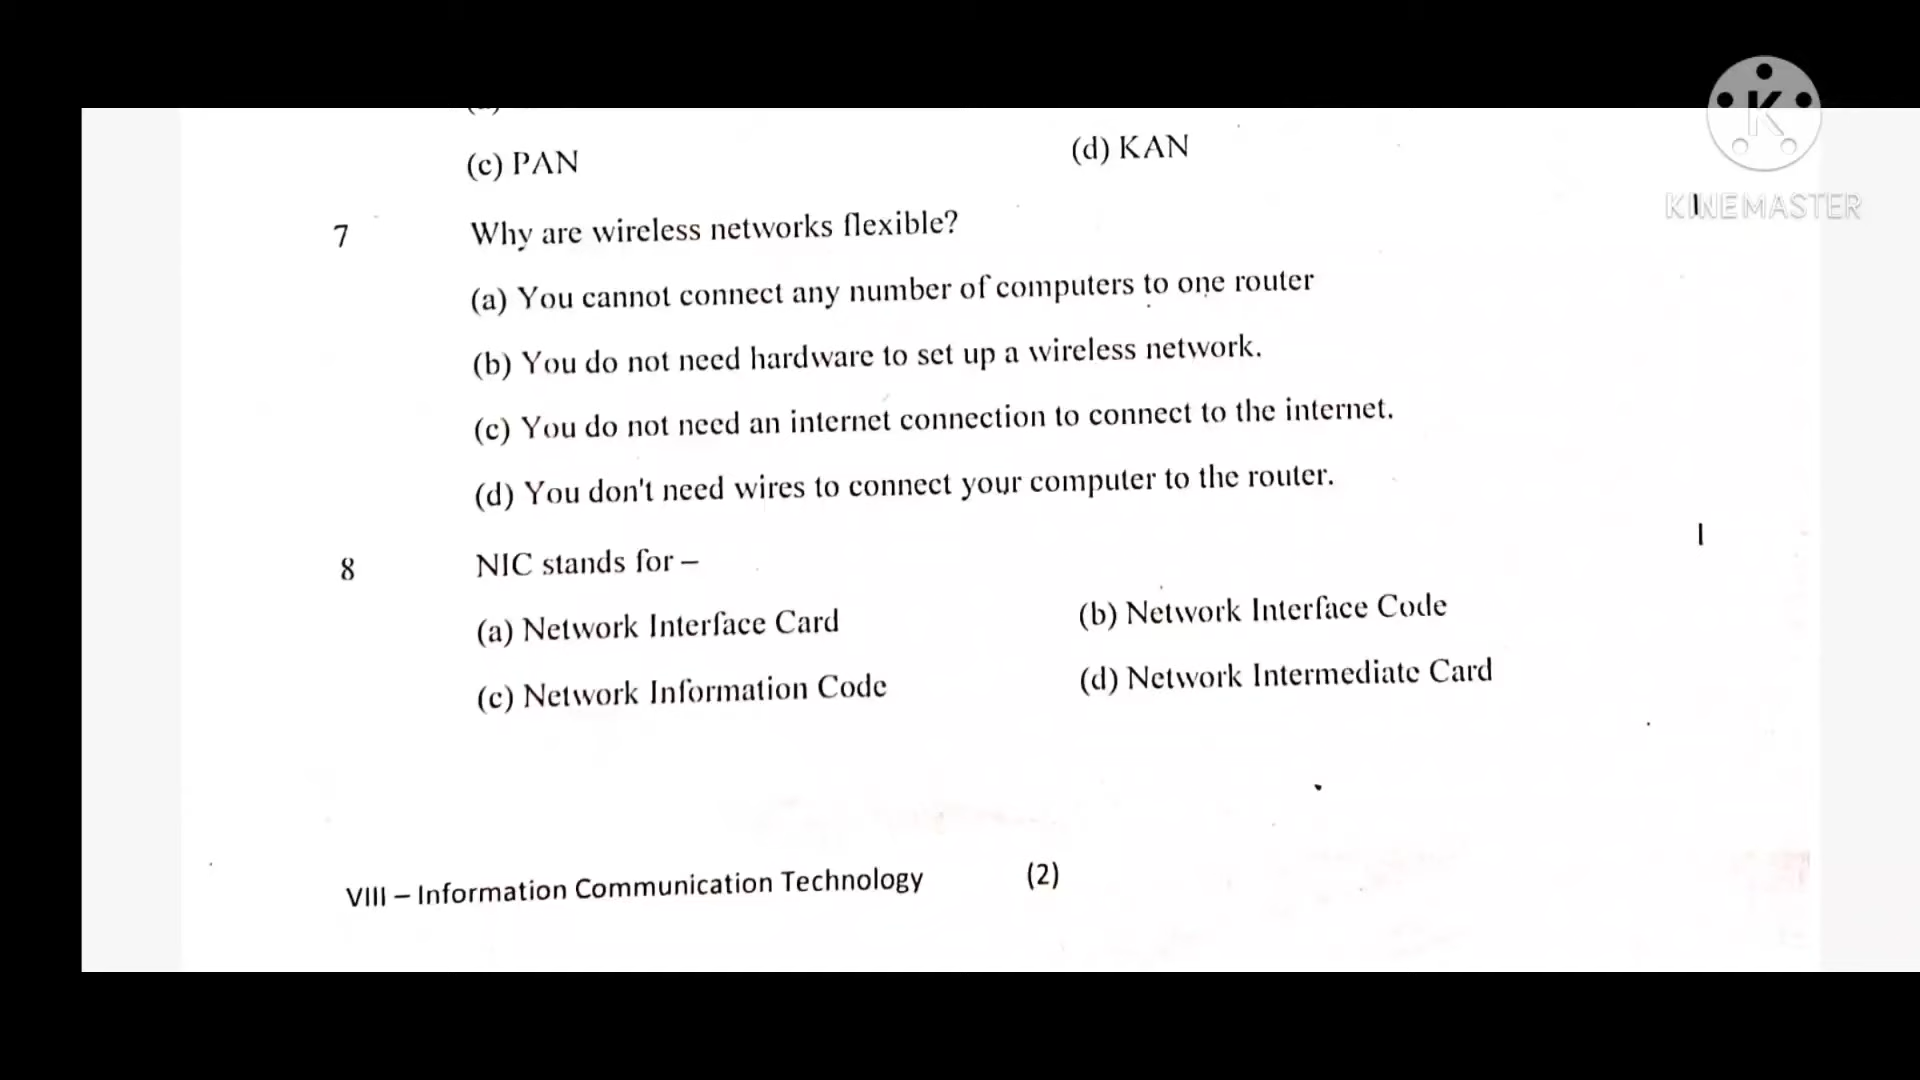 (c) PAN (d) KAN
KINEMASTER
7 Why are wireless networks flexible? 1
(a) You cannot connect any number of computers to one router
(b) You do not need hardware to set up a wireless network.
(c) You do not need an internet connection to connect to the internet.
(d) You don't need wires to connect your computer to the router.
8 NIC stands for – 1
(a) Network Interface Card (b) Network Interface Code
(c) Network Information Code (d) Network Intermediate Card
VIII – Information Communication Technology (2)